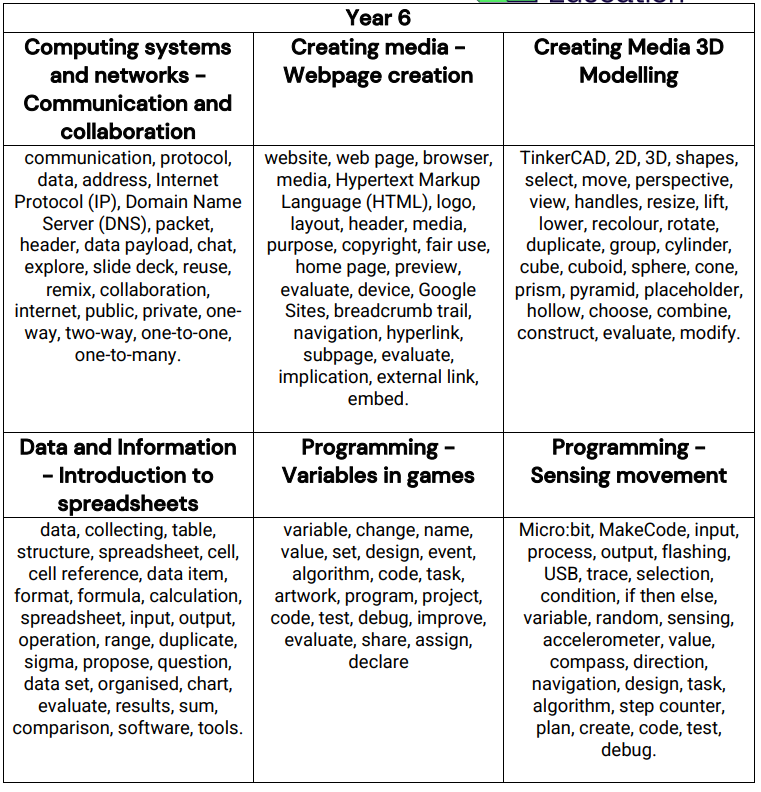 Education
Year 6
Computing systems
and networks –
Communication and
collaboration
Creating media –
Webpage creation
Creating Media 3D
Modelling
communication, protocol,
data, address, Internet
Protocol (IP), Domain Name
Server (DNS), packet,
header, data payload, chat,
explore, slide deck, reuse,
remix, collaboration,
internet, public, private, one-
way, two-way, one-to-one,
one-to-many.
website, web page, browser,
media, Hypertext Markup
Language (HTML), logo,
layout, header, media,
purpose, copyright, fair use,
home page, preview,
evaluate, device, Google
Sites, breadcrumb trail,
navigation, hyperlink,
subpage, evaluate,
implication, external link,
embed.
TinkerCAD, 2D, 3D, shapes,
select, move, perspective,
view, handles, resize, lift,
lower, recolour, rotate,
duplicate, group, cylinder,
cube, cuboid, sphere, cone,
prism, pyramid, placeholder,
hollow, choose, combine,
construct, evaluate, modify.
Data and Information
– Introduction to
spreadsheets
Programming –
Variables in games
Programming –
Sensing movement
data, collecting, table,
structure, spreadsheet, cell,
cell reference, data item,
format, formula, calculation,
spreadsheet, input, output,
operation, range, duplicate,
sigma, propose, question,
data set, organised, chart,
evaluate, results, sum,
comparison, software, tools.
variable, change, name,
value, set, design, event,
algorithm, code, task,
artwork, program, project,
code, test, debug, improve,
evaluate, share, assign,
declare
Micro:bit, MakeCode, input,
process, output, flashing,
USB, trace, selection,
condition, if then else,
variable, random, sensing,
accelerometer, value,
compass, direction,
navigation, design, task,
algorithm, step counter,
plan, create, code, test,
debug.